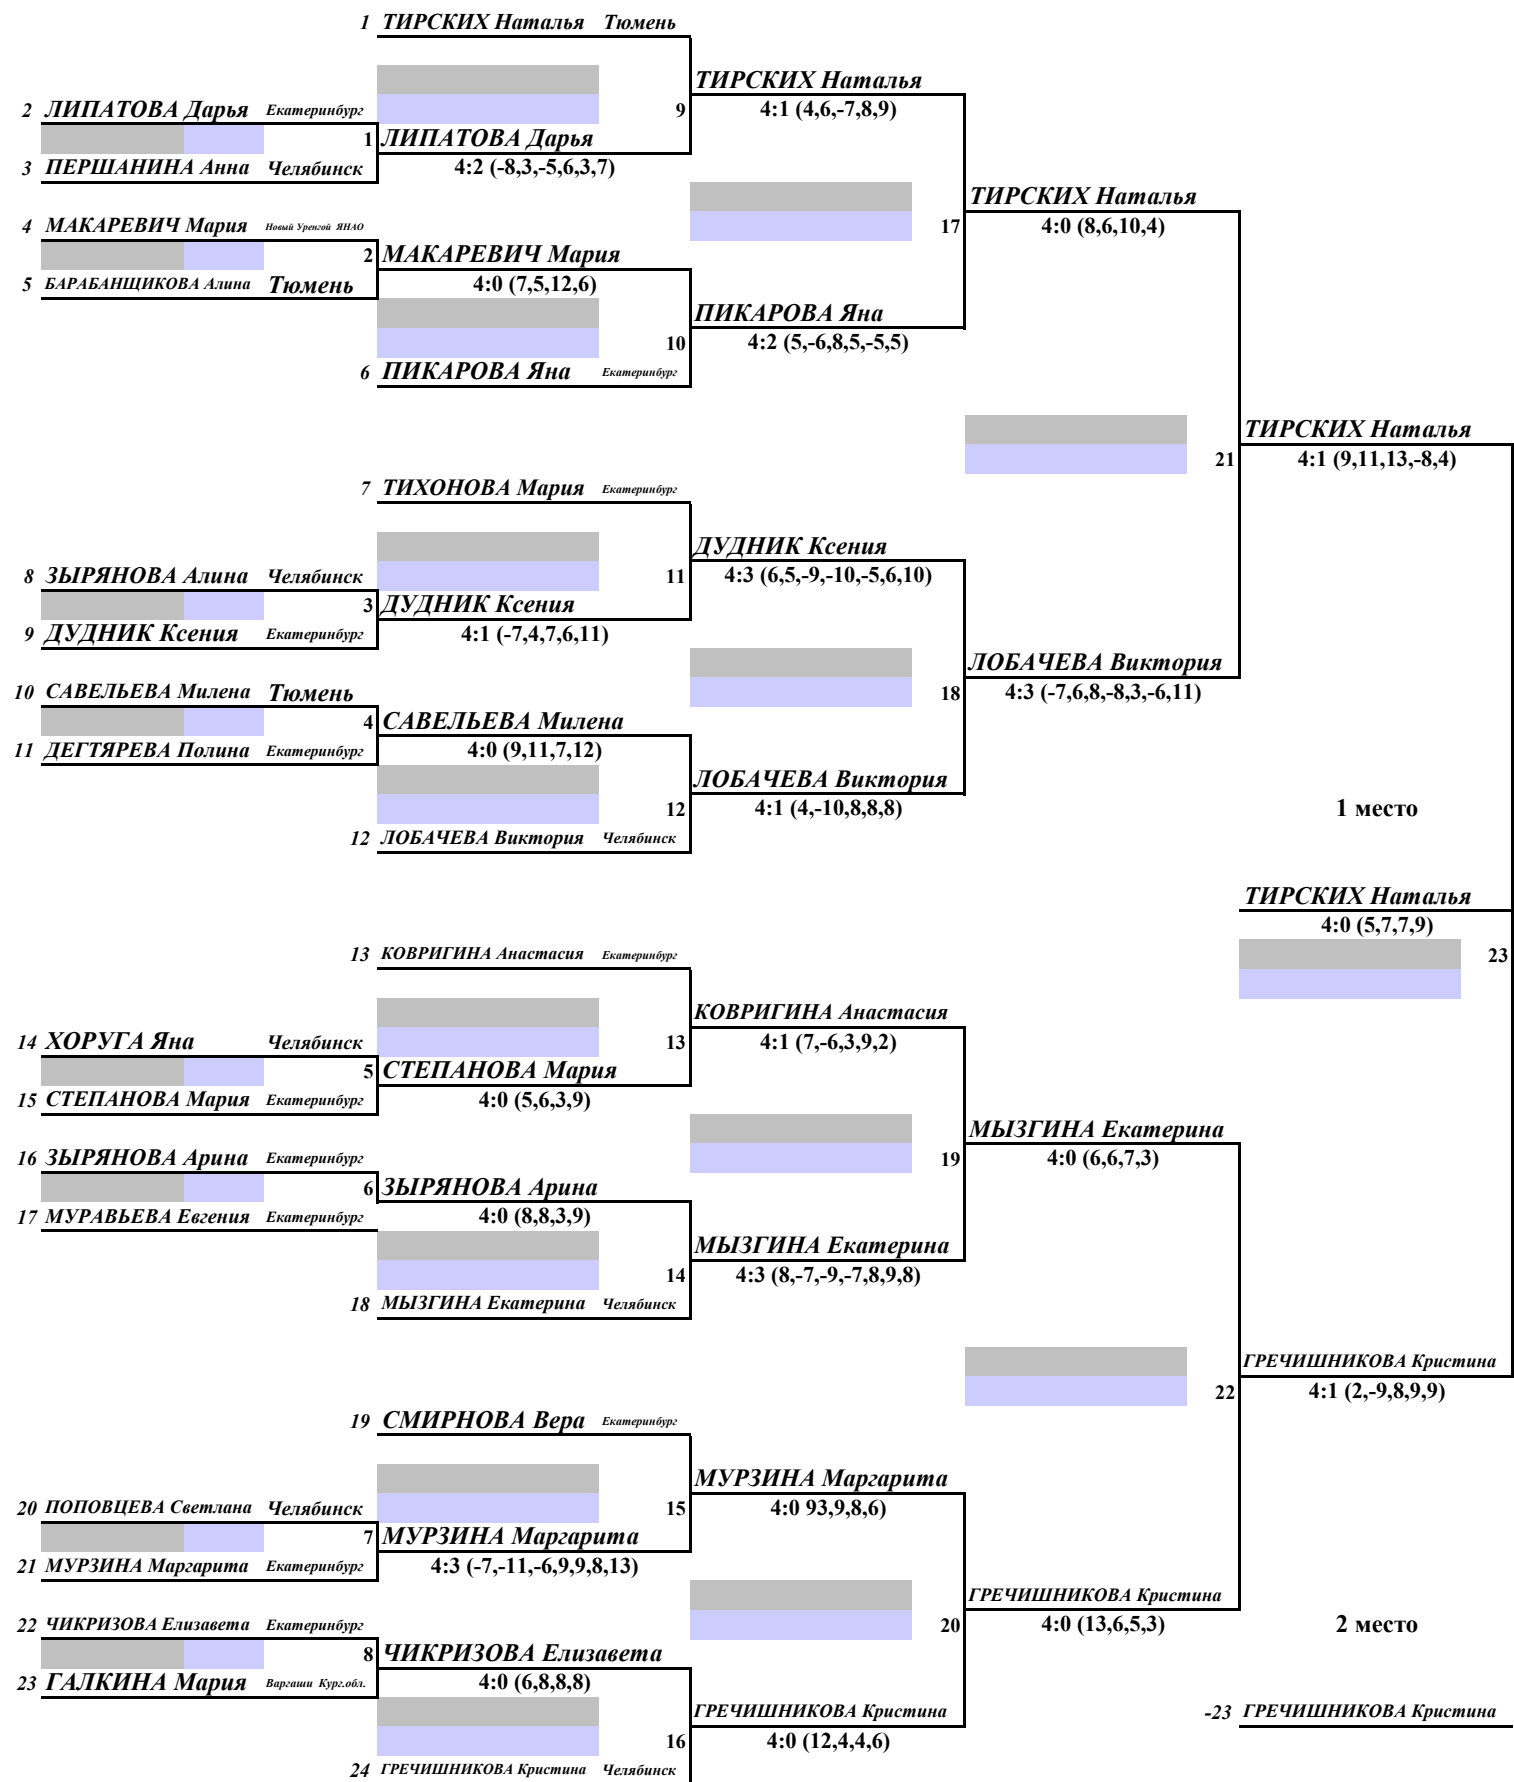 1 ТИРСКИХ Наталья Тюмень
ТИРСКИХ Наталья
2 ЛИПАТОВА Дарья Екатеринбург 9 4:1 (4,6,-7,8,9)
1 ЛИПАТОВА Дарья
3 ПЕРШАНИНА Анна Челябинск 4:2 (-8,3,-5,6,3,7)
ТИРСКИХ Наталья
4 МАКАРЕВИЧ Мария Новый Уренгой ЯНАО 17 4:0 (8,6,10,4)
2 МАКАРЕВИЧ Мария
5 БАРАБАНЩИКОВА Алина Тюмень 4:0 (7,5,12,6)
ПИКАРОВА Яна
10 4:2 (5,-6,8,5,-5,5)
6 ПИКАРОВА Яна Екатеринбург
ТИРСКИХ Наталья
21 4:1 (9,11,13,-8,4)
7 ТИХОНОВА Мария Екатеринбург
ДУДНИК Ксения
8 ЗЫРЯНОВА Алина Челябинск 11 4:3 (6,5,-9,-10,-5,6,10)
3 ДУДНИК Ксения
9 ДУДНИК Ксения Екатеринбург 4:1 (-7,4,7,6,11)
ЛОБАЧЕВА Виктория
10 САВЕЛЬЕВА Милена Тюмень 18 4:3 (-7,6,8,-8,3,-6,11)
4 САВЕЛЬЕВА Милена
11 ДЕГТЯРЕВА Полина Екатеринбург 4:0 (9,11,7,12)
ЛОБАЧЕВА Виктория
12 4:1 (4,-10,8,8,8) 1 место
12 ЛОБАЧЕВА Виктория Челябинск
ТИРСКИХ Наталья
4:0 (5,7,7,9)
13 КОВРИГИНА Анастасия Екатеринбург 23
КОВРИГИНА Анастасия
14 ХОРУГА Яна Челябинск 13 4:1 (7,-6,3,9,2)
5 СТЕПАНОВА Мария
15 СТЕПАНОВА Мария Екатеринбург 4:0 (5,6,3,9)
МЫЗГИНА Екатерина
16 ЗЫРЯНОВА Арина Екатеринбург 19 4:0 (6,6,7,3)
6 ЗЫРЯНОВА Арина
17 МУРАВЬЕВА Евгения Екатеринбург 4:0 (8,8,3,9)
МЫЗГИНА Екатерина
14 4:3 (8,-7,-9,-7,8,9,8)
18 МЫЗГИНА Екатерина Челябинск
ГРЕЧИШНИКОВА Кристина
22 4:1 (2,-9,8,9,9)
19 СМИРНОВА Вера Екатеринбург
МУРЗИНА Маргарита
20 ПОПОВЦЕВА Светлана Челябинск 15 4:0 93,9,8,6)
7 МУРЗИНА Маргарита
21 МУРЗИНА Маргарита Екатеринбург 4:3 (-7,-11,-6,9,9,8,13)
ГРЕЧИШНИКОВА Кристина
22 ЧИКРИЗОВА Елизавета Екатеринбург 20 4:0 (13,6,5,3) 2 место
8 ЧИКРИЗОВА Елизавета
23 ГАЛКИНА Мария Варгаши Кург.обл. 4:0 (6,8,8,8)
ГРЕЧИШНИКОВА Кристина -23 ГРЕЧИШНИКОВА Кристина
16 4:0 (12,4,4,6)
24 ГРЕЧИШНИКОВА Кристина Челябинск